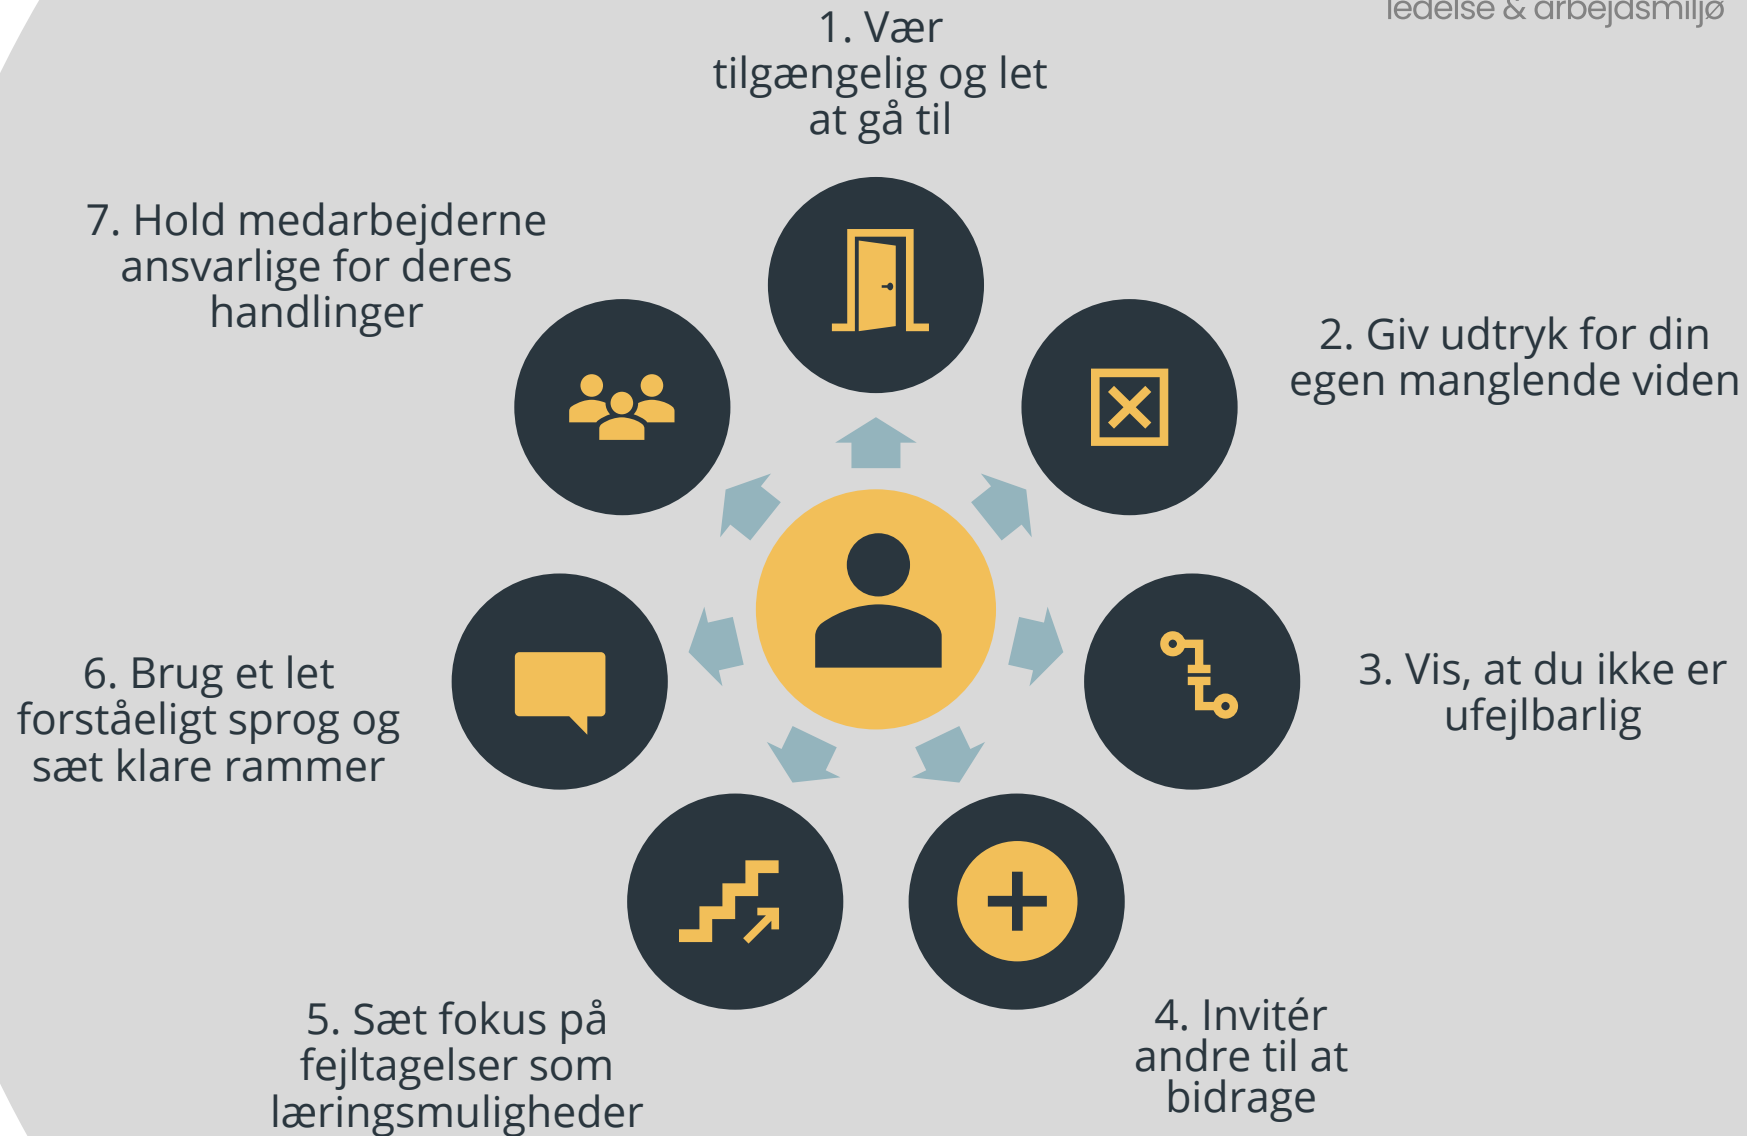 ledelse & arbejdsmiljø
1. Vær
tilgængelig og let
at gå til
2. Giv udtryk for din
egen manglende viden
3. Vis, at du ikke er
ufejlbarlig
4. Invitér
andre til at
bidrage
5. Sæt fokus på
fejltagelser som
læringsmuligheder
6. Brug et let
forståeligt sprog og
sæt klare rammer
7. Hold medarbejderne
ansvarlige for deres
handlinger